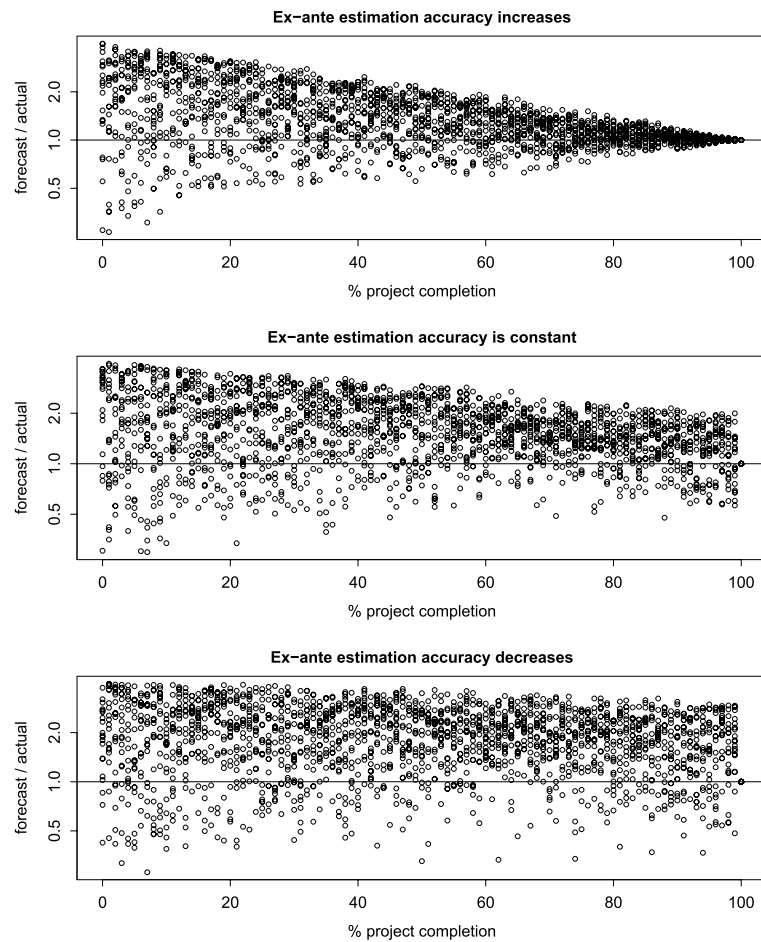 Ex−ante estimation accuracy increases
forecast / actual
2.0
1.0
0.5
0 20 40 60 80 100
% project completion
Ex−ante estimation accuracy is constant
forecast / actual
2.0
1.0
0.5
0 20 40 60 80 100
% project completion
Ex−ante estimation accuracy decreases
forecast / actual
2.0
1.0
0.5
0 20 40 60 80 100
% project completion